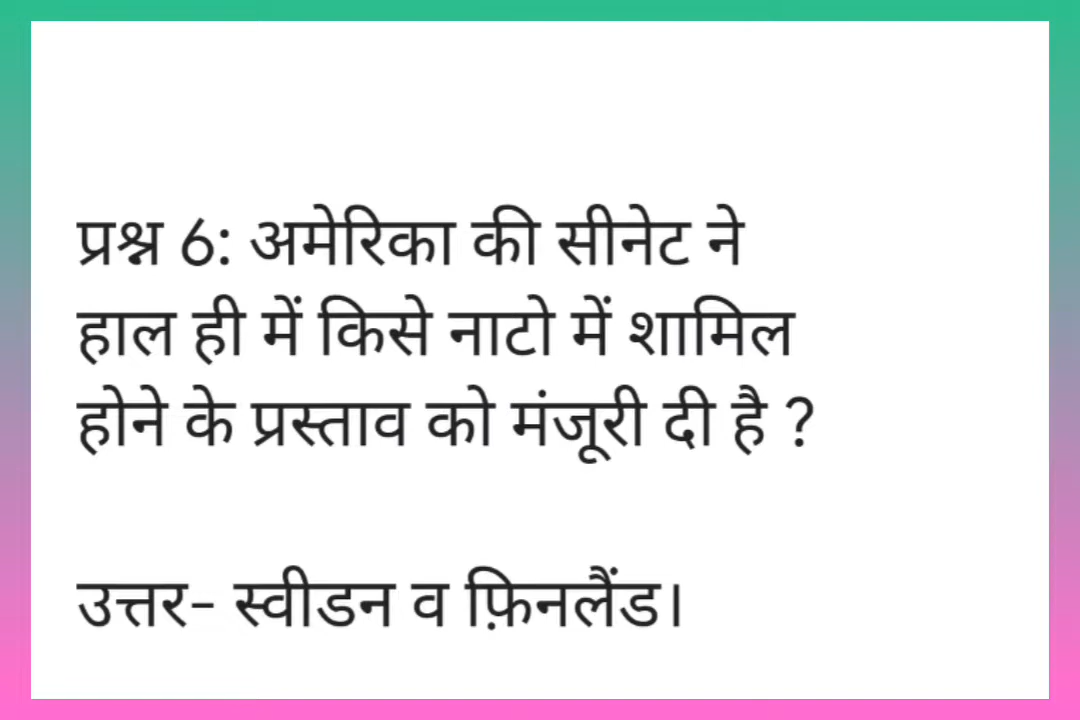 प्रश्न 6: अमेरिका की सीनेट ने
हाल ही में किसे नाटो में शामिल
होने के प्रस्ताव को मंजूरी दी है ?
उत्तर- स्वीडन व फ़िनलैंड।